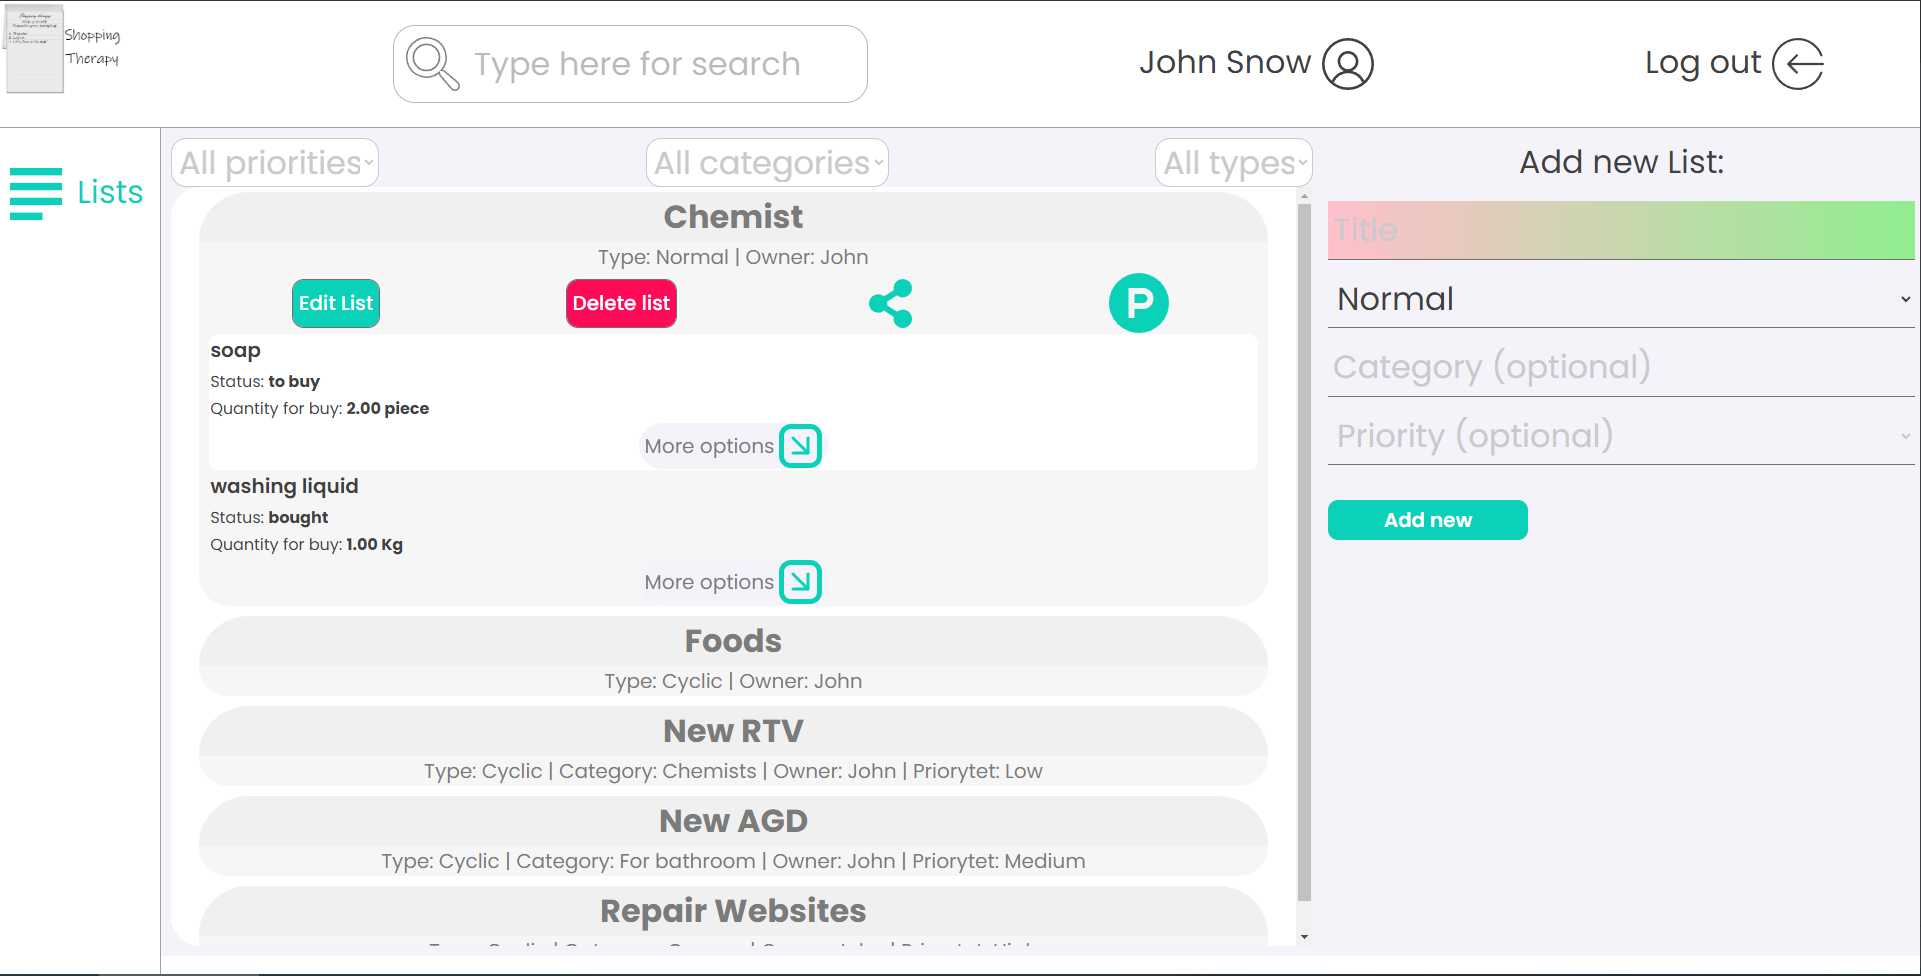 Shopping
Therapy
Type here for search
John Snow
Log out
Lists
All priorities
All categories
All types
Chemist
Type: Normal | Owner: John
Edit List
Delete list
P
soap
Status: to buy
Quantity for buy: 2.00 piece
More options
washing liquid
Status: bought
Quantity for buy: 1.00 Kg
More options
Foods
Type: Cyclic | Owner: John
New RTV
Type: Cyclic | Category: Chemists | Owner: John | Priorytet: Low
New AGD
Type: Cyclic | Category: For bathroom | Owner: John | Priorytet: Medium
Repair Websites
Add new List:
Title
Normal
Category (optional)
Priority (optional)
Add new